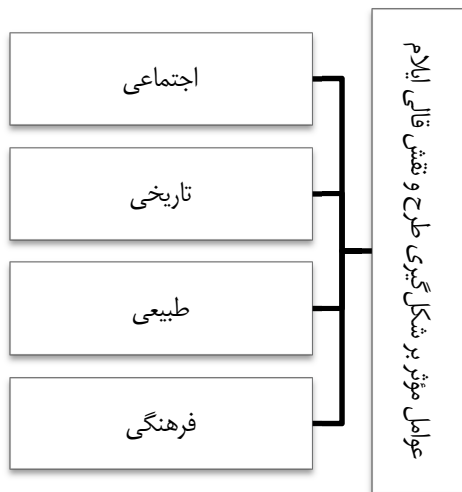 عوامل مؤثر بر شکل‌گیری طرح و نقش قالی ایلام
اجتماعی
تاریخی
طبیعی
فرهنگی